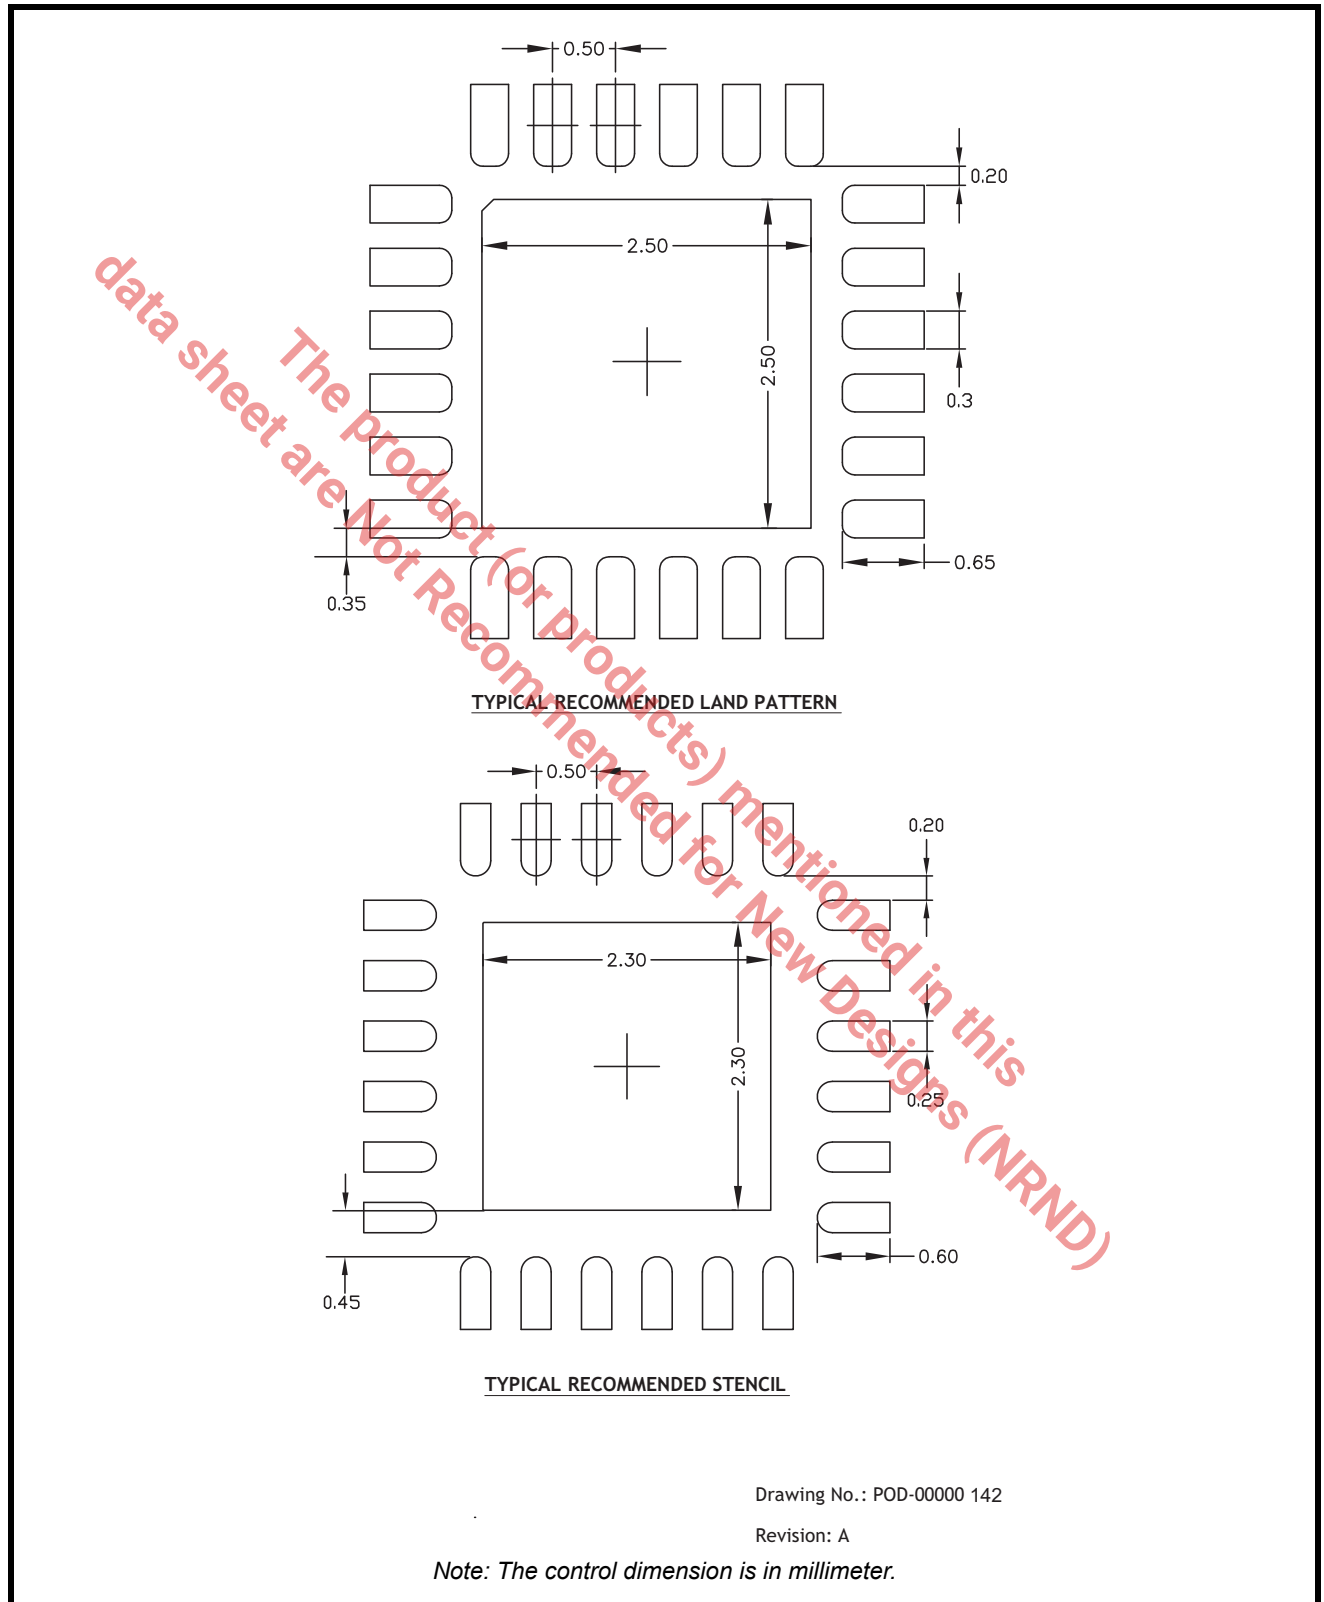 0.50
0.20
2.50
2.50
0.3
0.65
0.35
TYPICAL RECOMMENDED LAND PATTERN
0.50
0.20
2.30
2.30
0.25
0.60
0.45
TYPICAL RECOMMENDED STENCIL
Drawing No.: POD-00000 142
Revision: A
Note: The control dimension is in millimeter.
The product (or products) mentioned in this
data sheet are Not Recommended for New Designs (NRND)